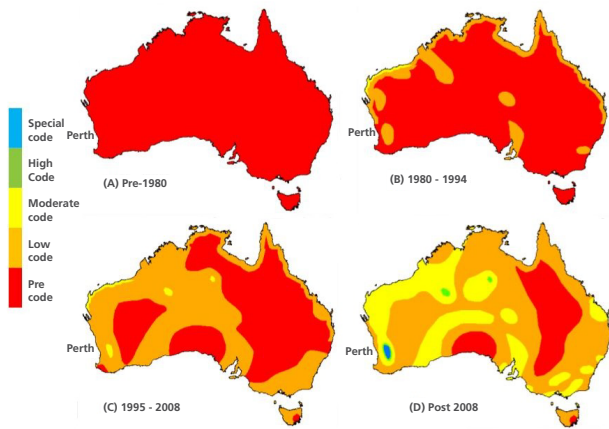 Special
code
High
Code
Moderate
code
Low
code
Pre
code
Perth
(A) Pre-1980
Perth
(B) 1980 - 1994
Perth
(C) 1995 - 2008
Perth
(D) Post 2008